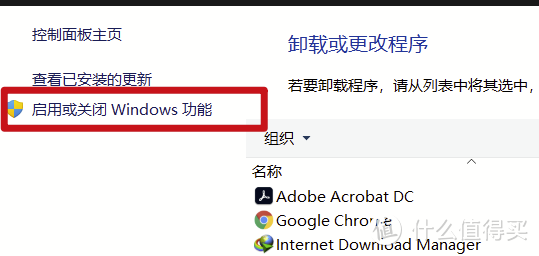 控制面板主页
查看已安装的更新
启用或关闭 Windows 功能
卸载或更改程序
若要卸载程序，请从列表中将其选中，
组织
名称
Adobe Acrobat DC
Google Chrome
Internet Download Manager
值 什么值得买